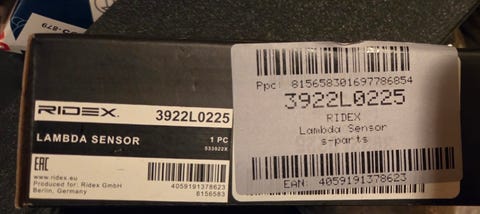 RIDEX
3922L0225
LAMBDA SENSOR
1 PC
533922X
EAC
www.ridex.eu
Produced for: Ridex GmbH
Berlin, Germany
4059191378623
8156583
Ppc: 815658301697786854
3922L0225
RIDEX
Lambda Sensor
s-parts
EAN: 4059191378623